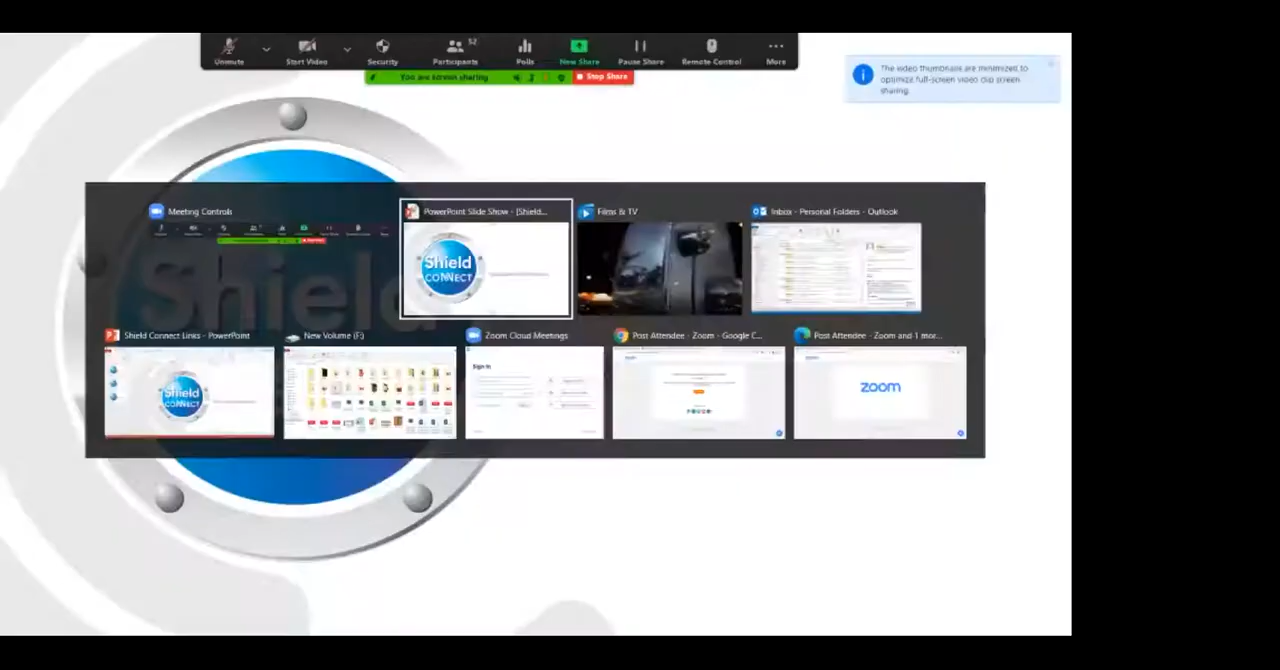 52
Unmute Start Video Security Participants Polls New Share Pause Share Remote Control More
You are screen sharing Stop Share
The video thumbnails are minimized to
optimize full-screen video clip screen
sharing.
Meeting Controls
PowerPoint Slide Show - [Shield...
Films & TV
Inbox - Personal Folders - Outlook
Shield
CONNECT
Shield
Shield Connect Links - PowerPoint
New Volume (F:)
Zoom Cloud Meetings
Post Attendee - Zoom - Google C...
Post Attendee - Zoom and 1 mor...
Shield
CONNECT
Sign In
zoom